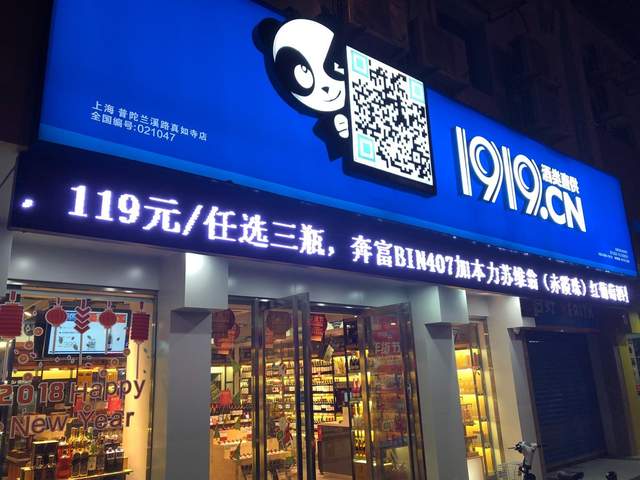 上海 普陀兰溪路真如寺店
全国编号:021047
酒类直供
1919.CN
119元/任选三瓶，奔富BIN407加本力苏维翁（赤霞珠）红葡萄酒
2018 Happy
New Year